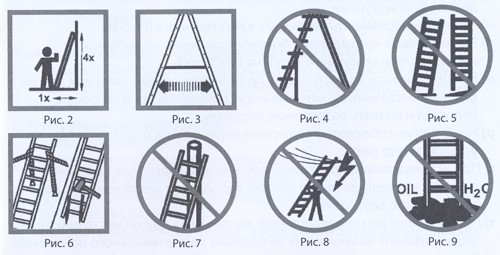 4x
1x
Рис. 2
Рис. 3
Рис. 4
Рис. 5
OIL
H₂O
Рис. 6
Рис. 7
Рис. 8
Рис. 9